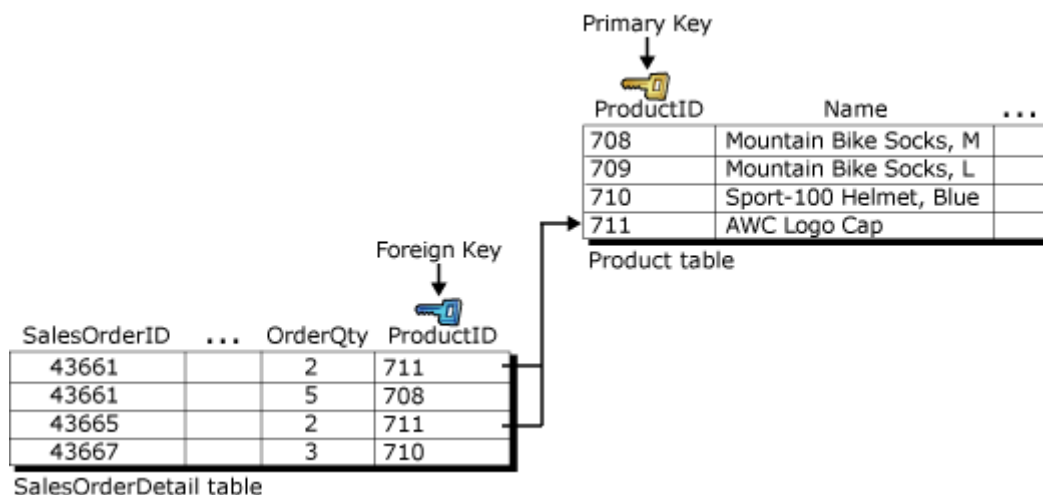 Primary Key
ProductID Name ...
708 Mountain Bike Socks, M
709 Mountain Bike Socks, L
710 Sport-100 Helmet, Blue
711 AWC Logo Cap
Product table
Foreign Key
SalesOrderID ... OrderQty ProductID
43661 2 711
43661 5 708
43665 2 711
43667 3 710
SalesOrderDetail table